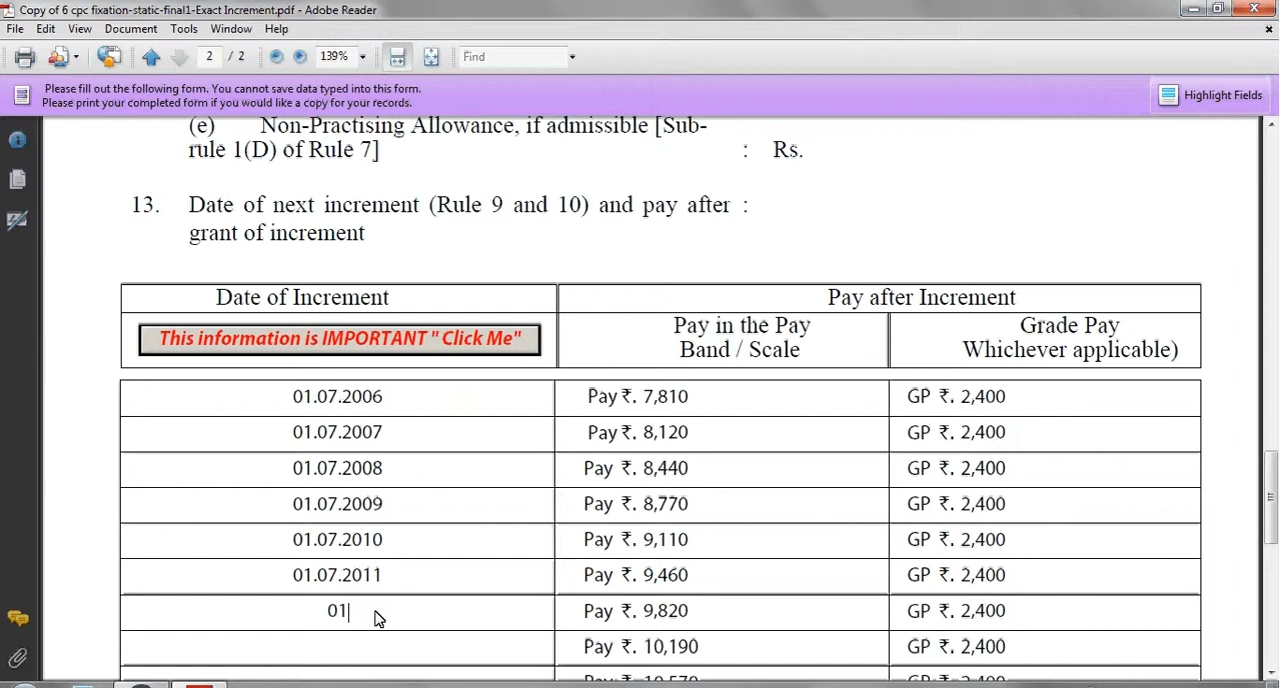 Copy of 6 cpc fixation-static-final1-Exact Increment.pdf - Adobe Reader
File Edit View Document Tools Window Help
2 / 2 139% Find
Please fill out the following form. You cannot save data typed into this form.
Please print your completed form if you would like a copy for your records.
Highlight Fields
(e) Non-Practising Allowance, if admissible [Sub-
rule 1(D) of Rule 7] : Rs.
13. Date of next increment (Rule 9 and 10) and pay after :
grant of increment
Date of Increment Pay after Increment
This information is IMPORTANT " Click Me"
Pay in the Pay
Band / Scale
Grade Pay
Whichever applicable)
01.07.2006 Pay ₹. 7,810 GP ₹. 2,400
01.07.2007 Pay ₹. 8,120 GP ₹. 2,400
01.07.2008 Pay ₹. 8,440 GP ₹. 2,400
01.07.2009 Pay ₹. 8,770 GP ₹. 2,400
01.07.2010 Pay ₹. 9,110 GP ₹. 2,400
01.07.2011 Pay ₹. 9,460 GP ₹. 2,400
01 Pay ₹. 9,820 GP ₹. 2,400
Pay ₹. 10,190 GP ₹. 2,400
Pay ₹. 10,570 GP ₹. 2,400